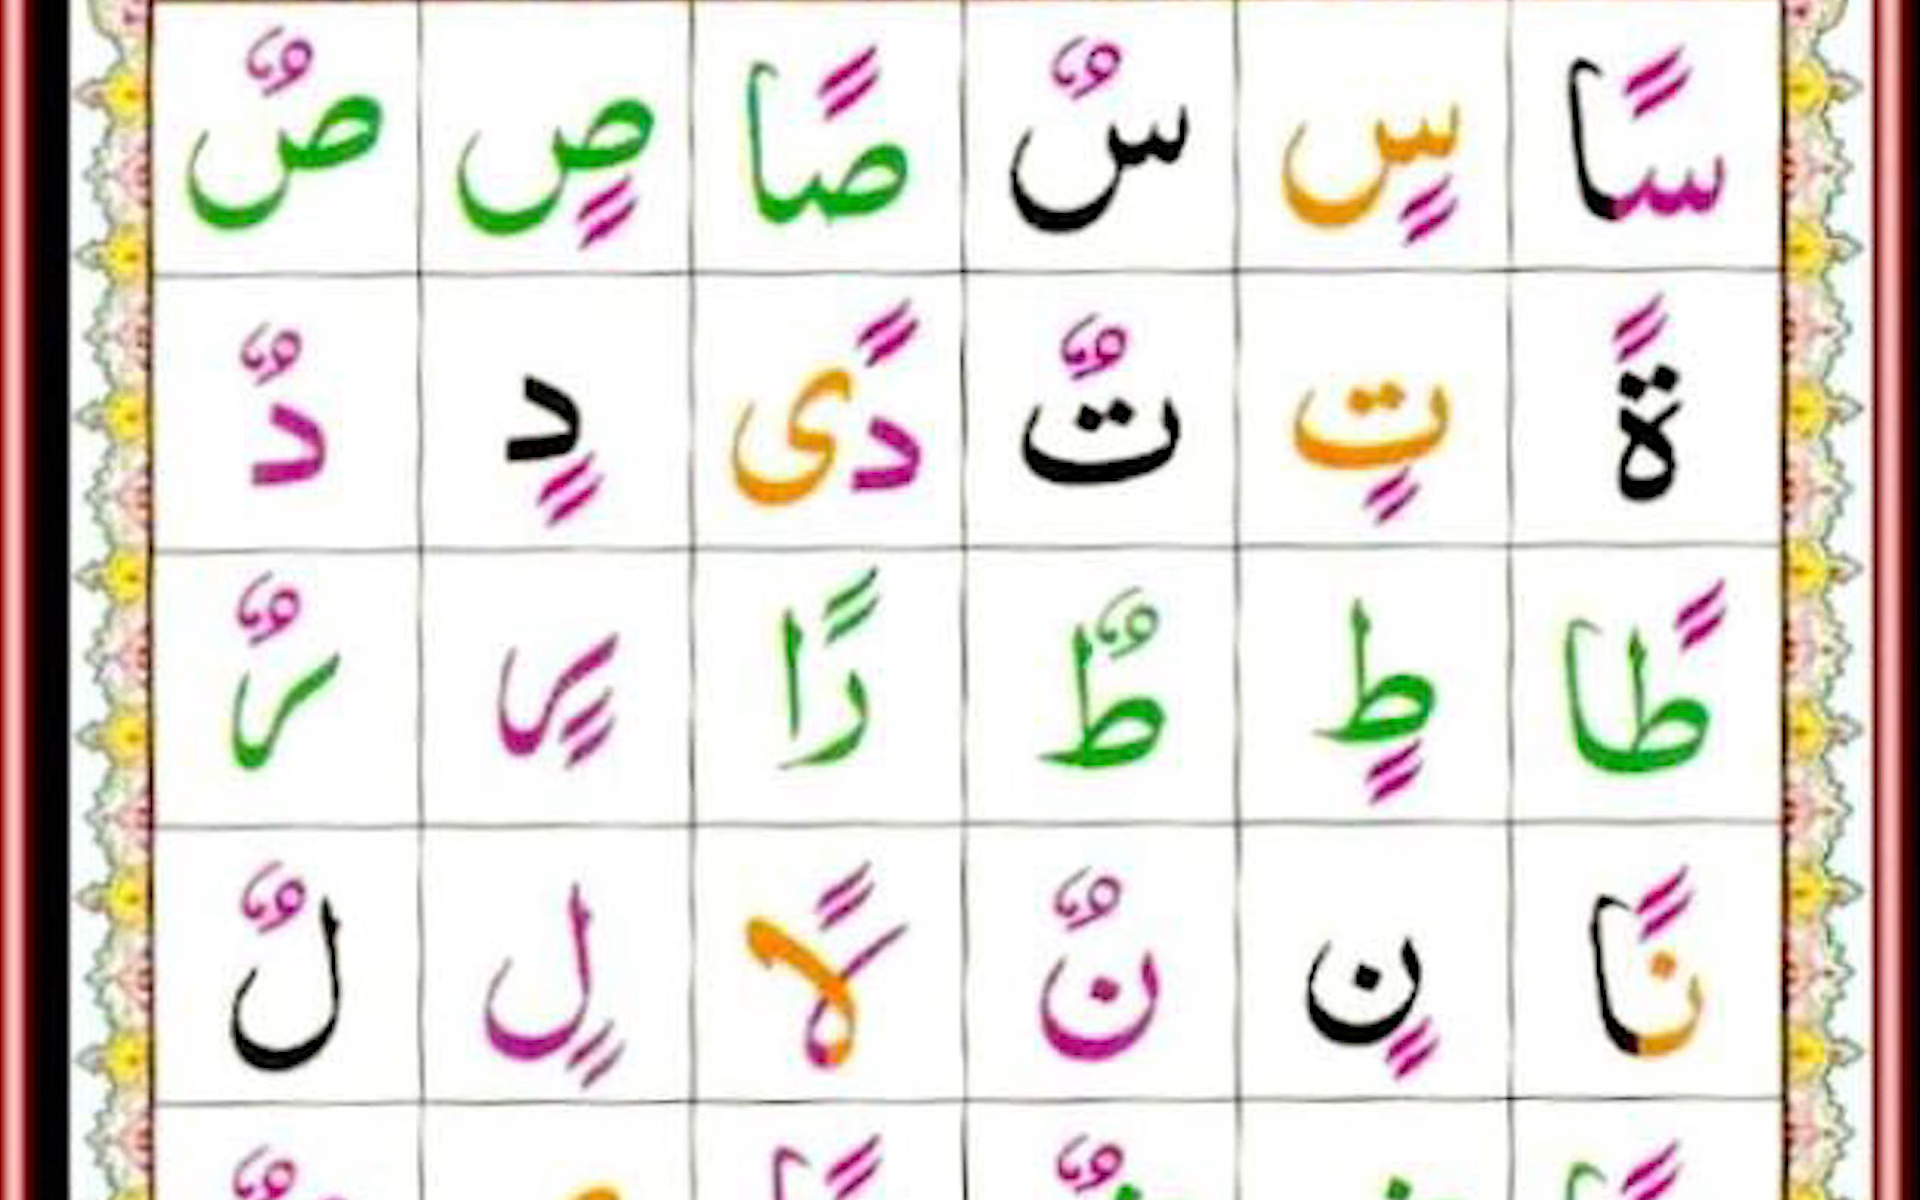 سًا سٍ سٌ صًا صٍ صٌ
ةً تٍ تٌ دًى دٍ دٌ
طًا طٍ طٌ رًا رٍ رٌ
نًا نٍ نٌ لًا لٍ لٌ